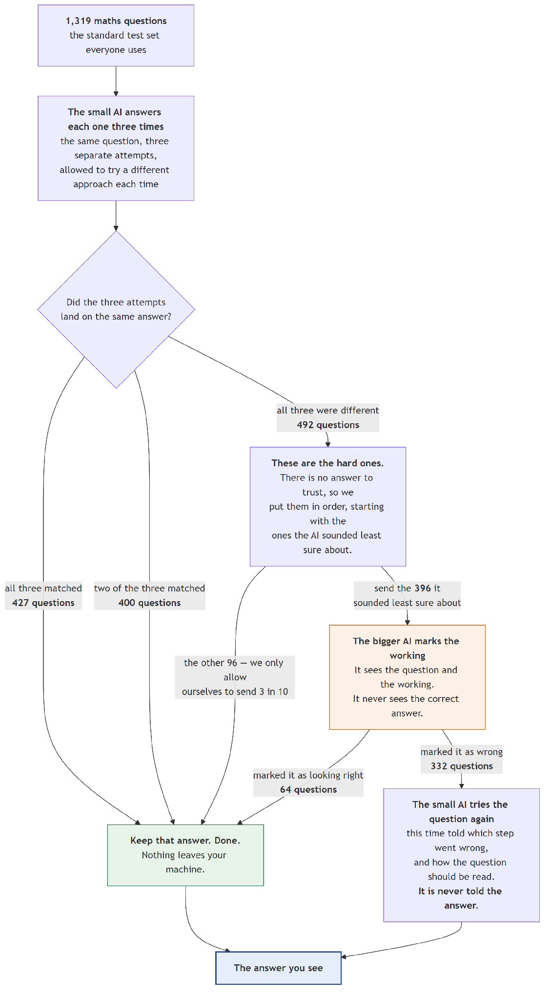 1,319 maths questions
the standard test set
everyone uses
The small AI answers
each one three times
the same question, three
separate attempts,
allowed to try a different
approach each time
Did the three attempts
land on the same answer?
all three were different
492 questions
These are the hard ones.
There is no answer to
trust, so we
put them in order, starting
with the
ones the AI sounded least
sure about.
all three matched
427 questions
two of the three matched
400 questions
send the 396 it
sounded least sure about
The bigger AI marks the
working
It sees the question and
the working.
It never sees the correct
answer.
the other 96 — we only
allow
ourselves to send 3 in 10
marked it as wrong
332 questions
marked it as looking right
64 questions
The small AI tries the
question again
this time told which step
went wrong,
and how the question
should be read.
It is never told the
answer.
Keep that answer. Done.
Nothing leaves your
machine.
The answer you see